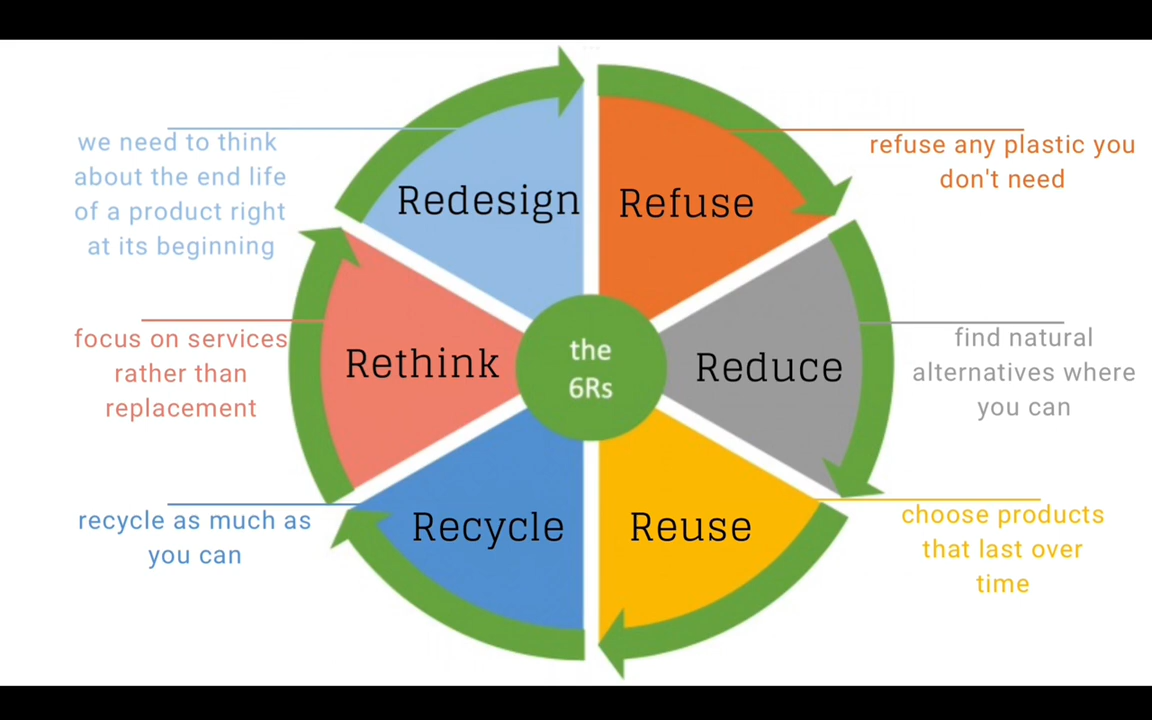 we need to think
about the end life
of a product right
at its beginning
Redesign
Refuse
refuse any plastic you
don't need
focus on services
rather than
replacement
Rethink
the
6Rs
Reduce
find natural
alternatives where
you can
recycle as much as
you can
Recycle
Reuse
choose products
that last over
time